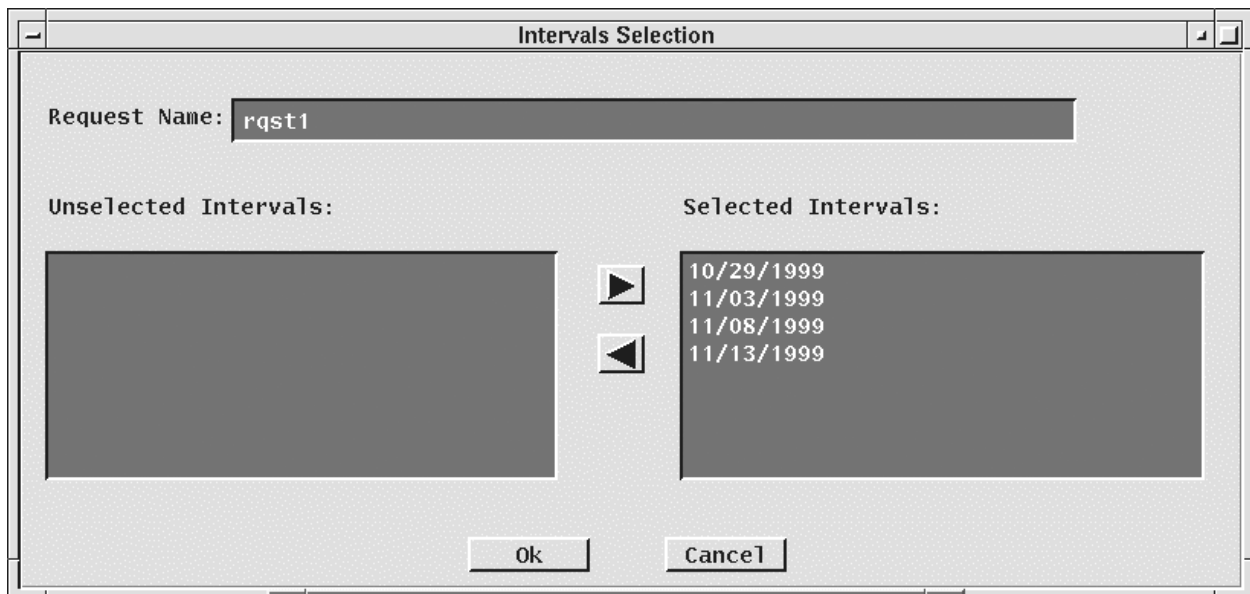 Intervals Selection
Request Name: rqst1
Unselected Intervals:
Selected Intervals:
10/29/1999
11/03/1999
11/08/1999
11/13/1999
Ok
Cancel